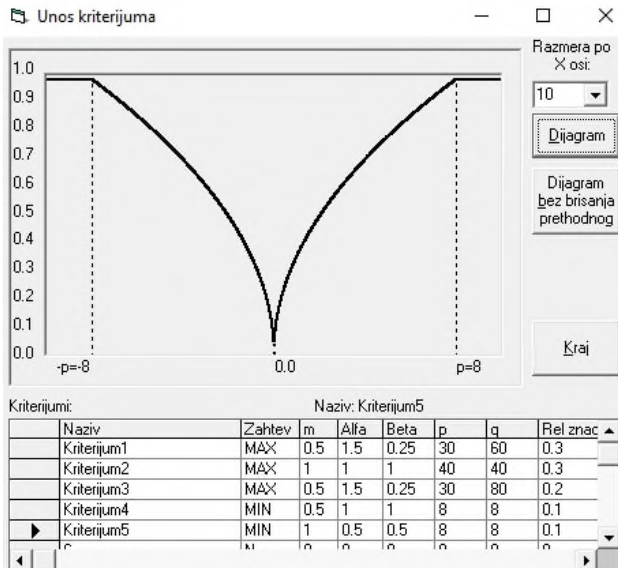 Unos kriterijuma
Razmera po
X osi:
10
Dijagram
Dijagram
bez brisanja
prethodnog
Kraj
1.0
0.9
0.8
0.7
0.6
0.5
0.4
0.3
0.2
0.1
0.0
-p=-8 0.0 p=8
Kriterijumi: Naziv: Kriterijum5
Naziv Zahtev m Alfa Beta p q Rel znac
Kriterijum1 MAX 0.5 1.5 0.25 30 60 0.3
Kriterijum2 MAX 1 1 1 40 40 0.3
Kriterijum3 MAX 0.5 1.5 0.25 30 80 0.2
Kriterijum4 MIN 0.5 1 1 8 8 0.1
Kriterijum5 MIN 1 0.5 0.5 8 8 0.1